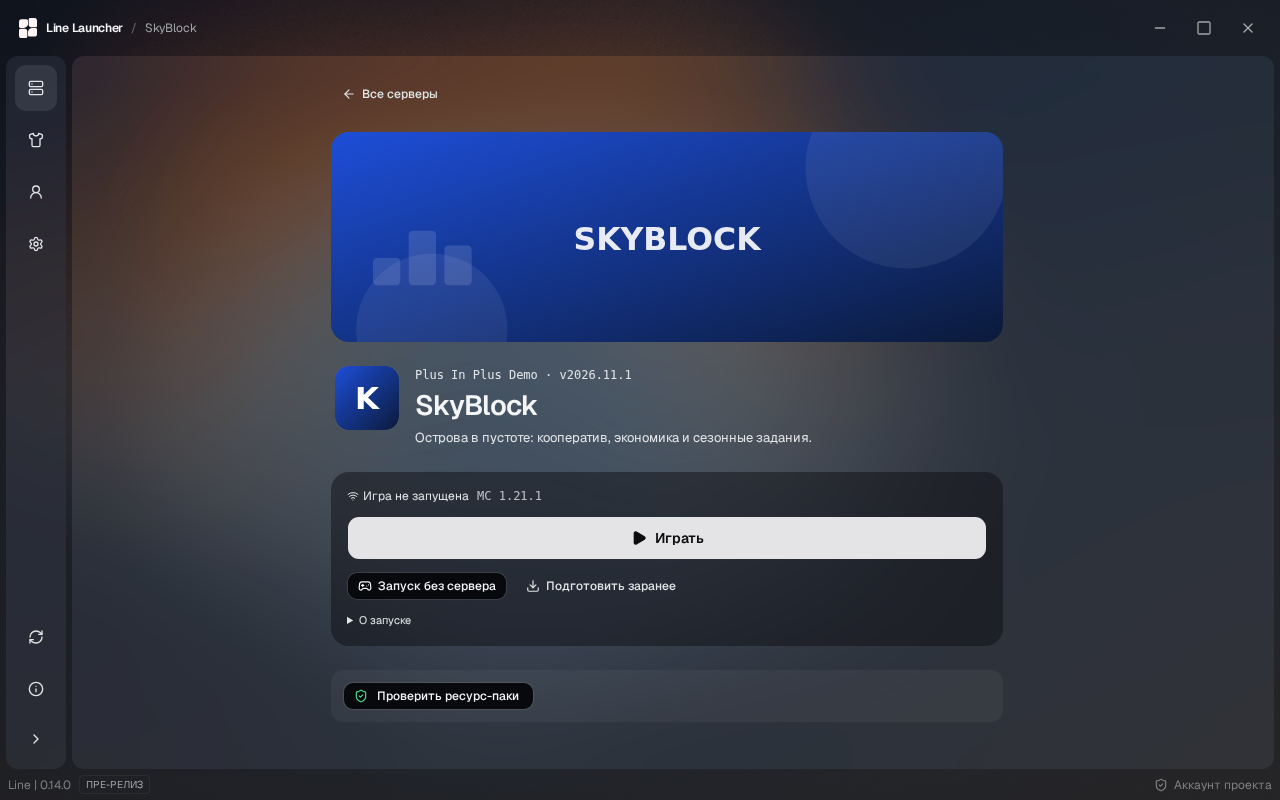 Line Launcher / SkyBlock
Все серверы
SKYBLOCK
K
Plus In Plus Demo · v2026.11.1
SkyBlock
Острова в пустоте: кооператив, экономика и сезонные задания.
Игра не запущена MC 1.21.1
Играть
Запуск без сервера Подготовить заранее
О запуске
Проверить ресурс-паки
Line | 0.14.0 ПРЕ-РЕЛИЗ Аккаунт проекта